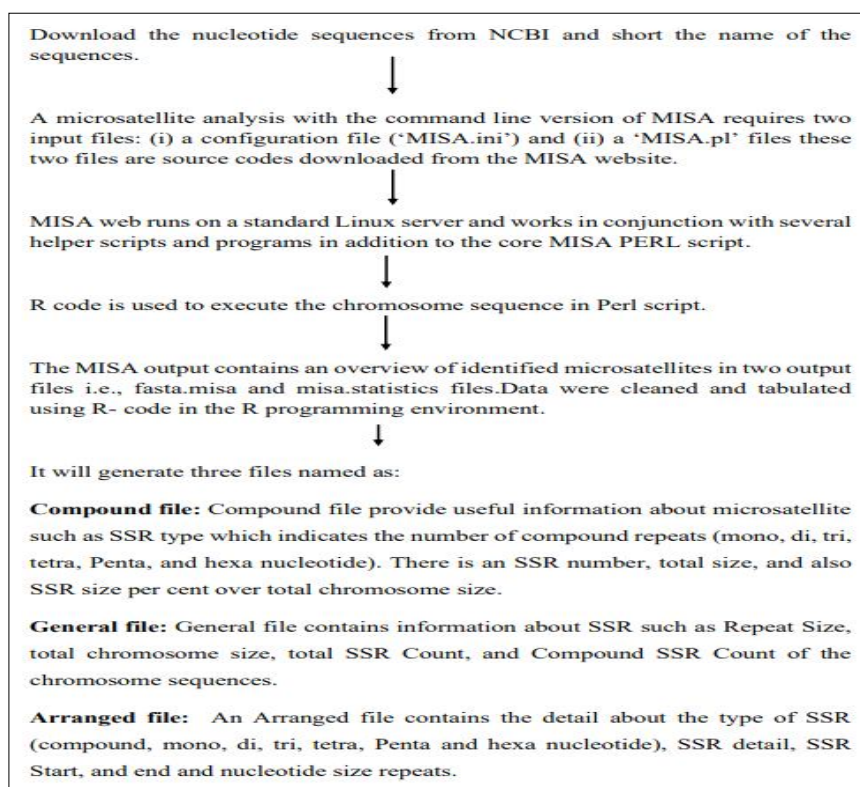 Download the nucleotide sequences from NCBI and short the name of the
sequences.
A microsatellite analysis with the command line version of MISA requires two
input files: (i) a configuration file (‘MISA.ini’) and (ii) a ‘MISA.pl’ files these
two files are source codes downloaded from the MISA website.
MISA web runs on a standard Linux server and works in conjunction with several
helper scripts and programs in addition to the core MISA PERL script.
R code is used to execute the chromosome sequence in Perl script.
The MISA output contains an overview of identified microsatellites in two output
files i.e., fasta.misa and misa.statistics files.Data were cleaned and tabulated
using R- code in the R programming environment.
It will generate three files named as:
Compound file: Compound file provide useful information about microsatellite
such as SSR type which indicates the number of compound repeats (mono, di, tri,
tetra, Penta, and hexa nucleotide). There is an SSR number, total size, and also
SSR size per cent over total chromosome size.
General file: General file contains information about SSR such as Repeat Size,
total chromosome size, total SSR Count, and Compound SSR Count of the
chromosome sequences.
Arranged file: An Arranged file contains the detail about the type of SSR
(compound, mono, di, tri, tetra, Penta and hexa nucleotide), SSR detail, SSR
Start, and end and nucleotide size repeats.